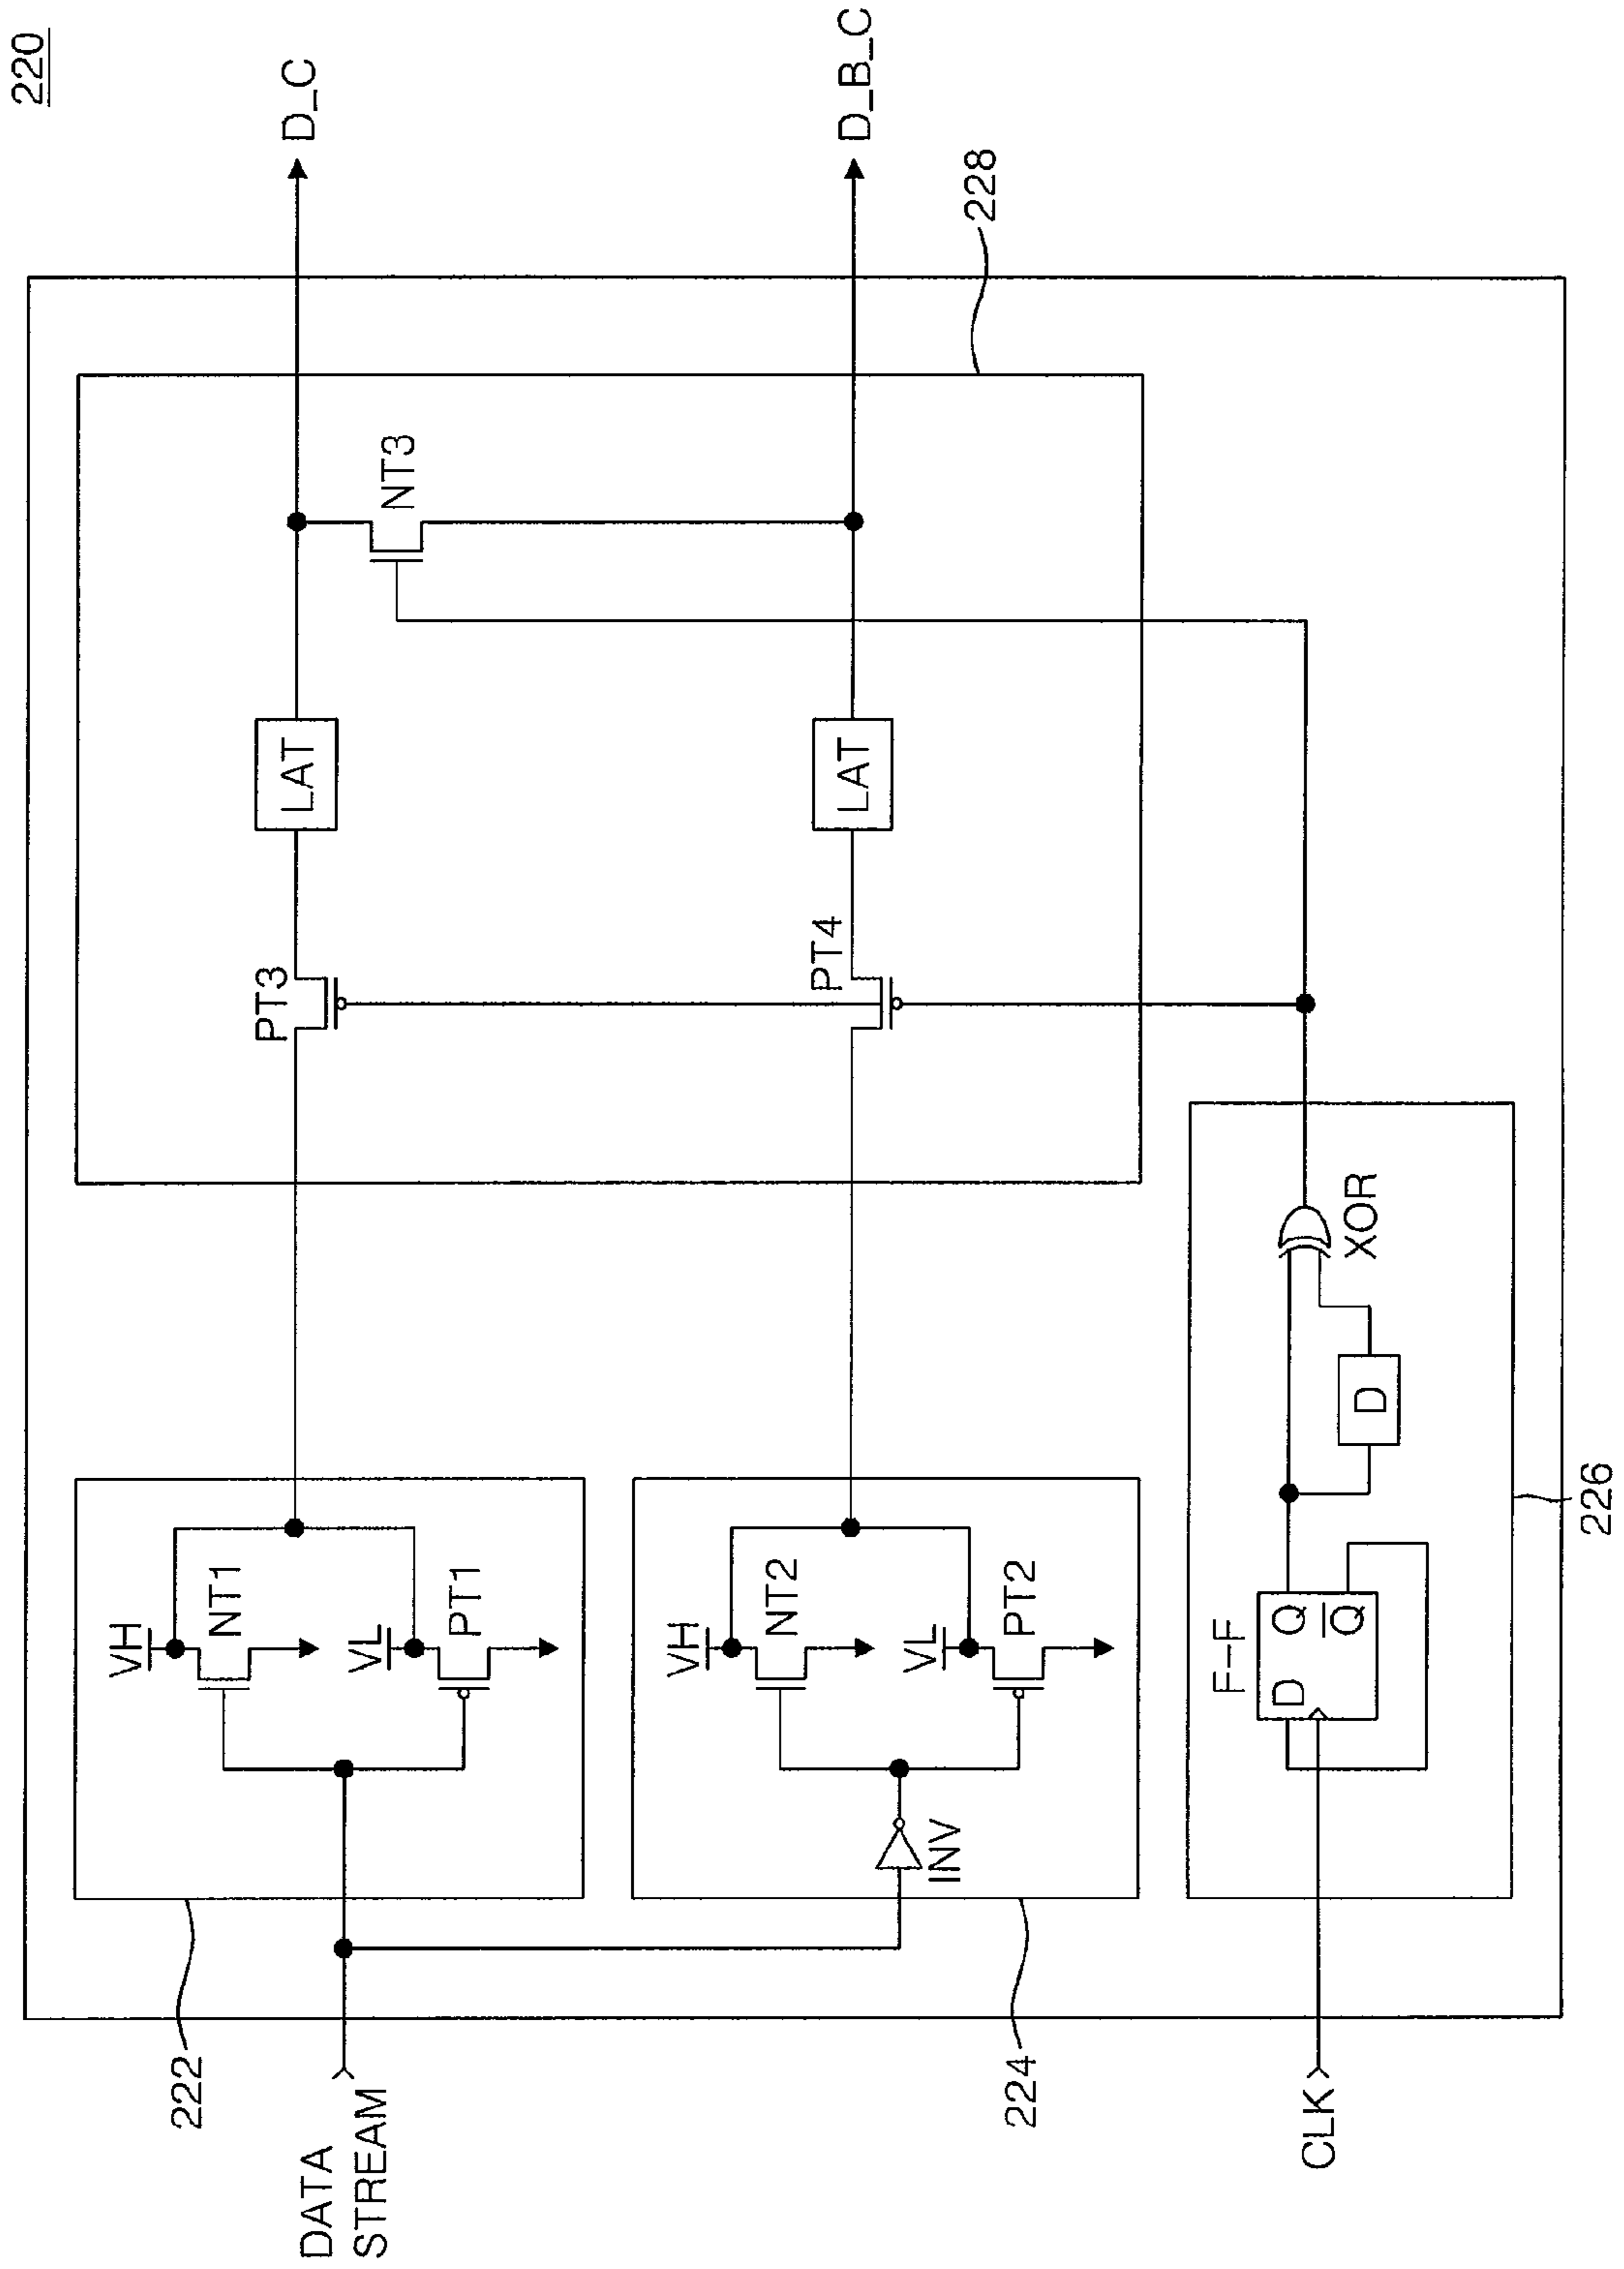 220
DATA
STREAM
222
VH
NT1
VL
PT1
PT3
LAT
NT3
D_C
224
INV
VH
NT2
VL
PT2
PT4
LAT
D_B_C
228
CLK
F-F
D
Q
Q̅
D
XOR
226